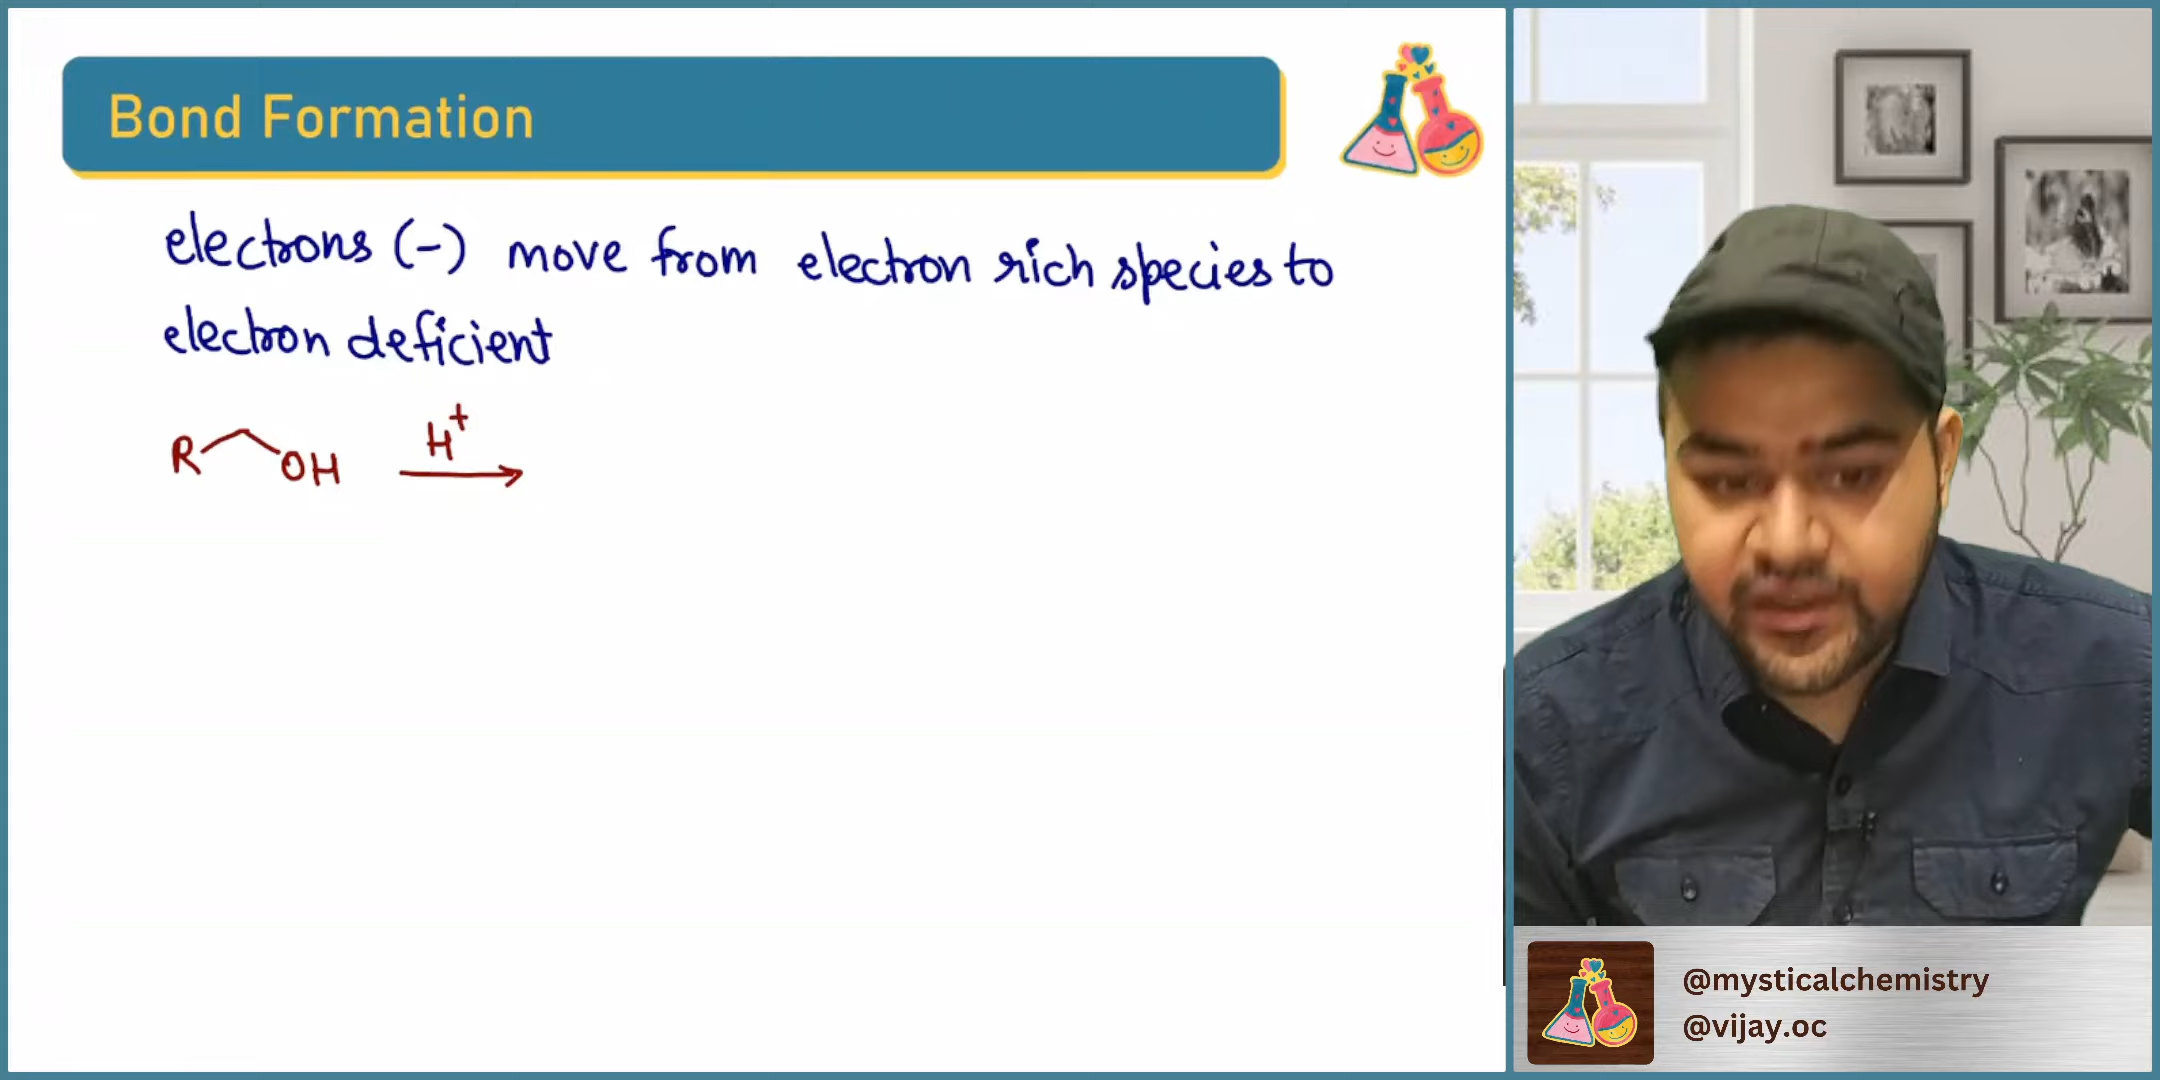 Bond Formation
electrons (-) move from electron rich species to
electron deficient
R OH H⁺
@mysticalchemistry
@vijay.oc